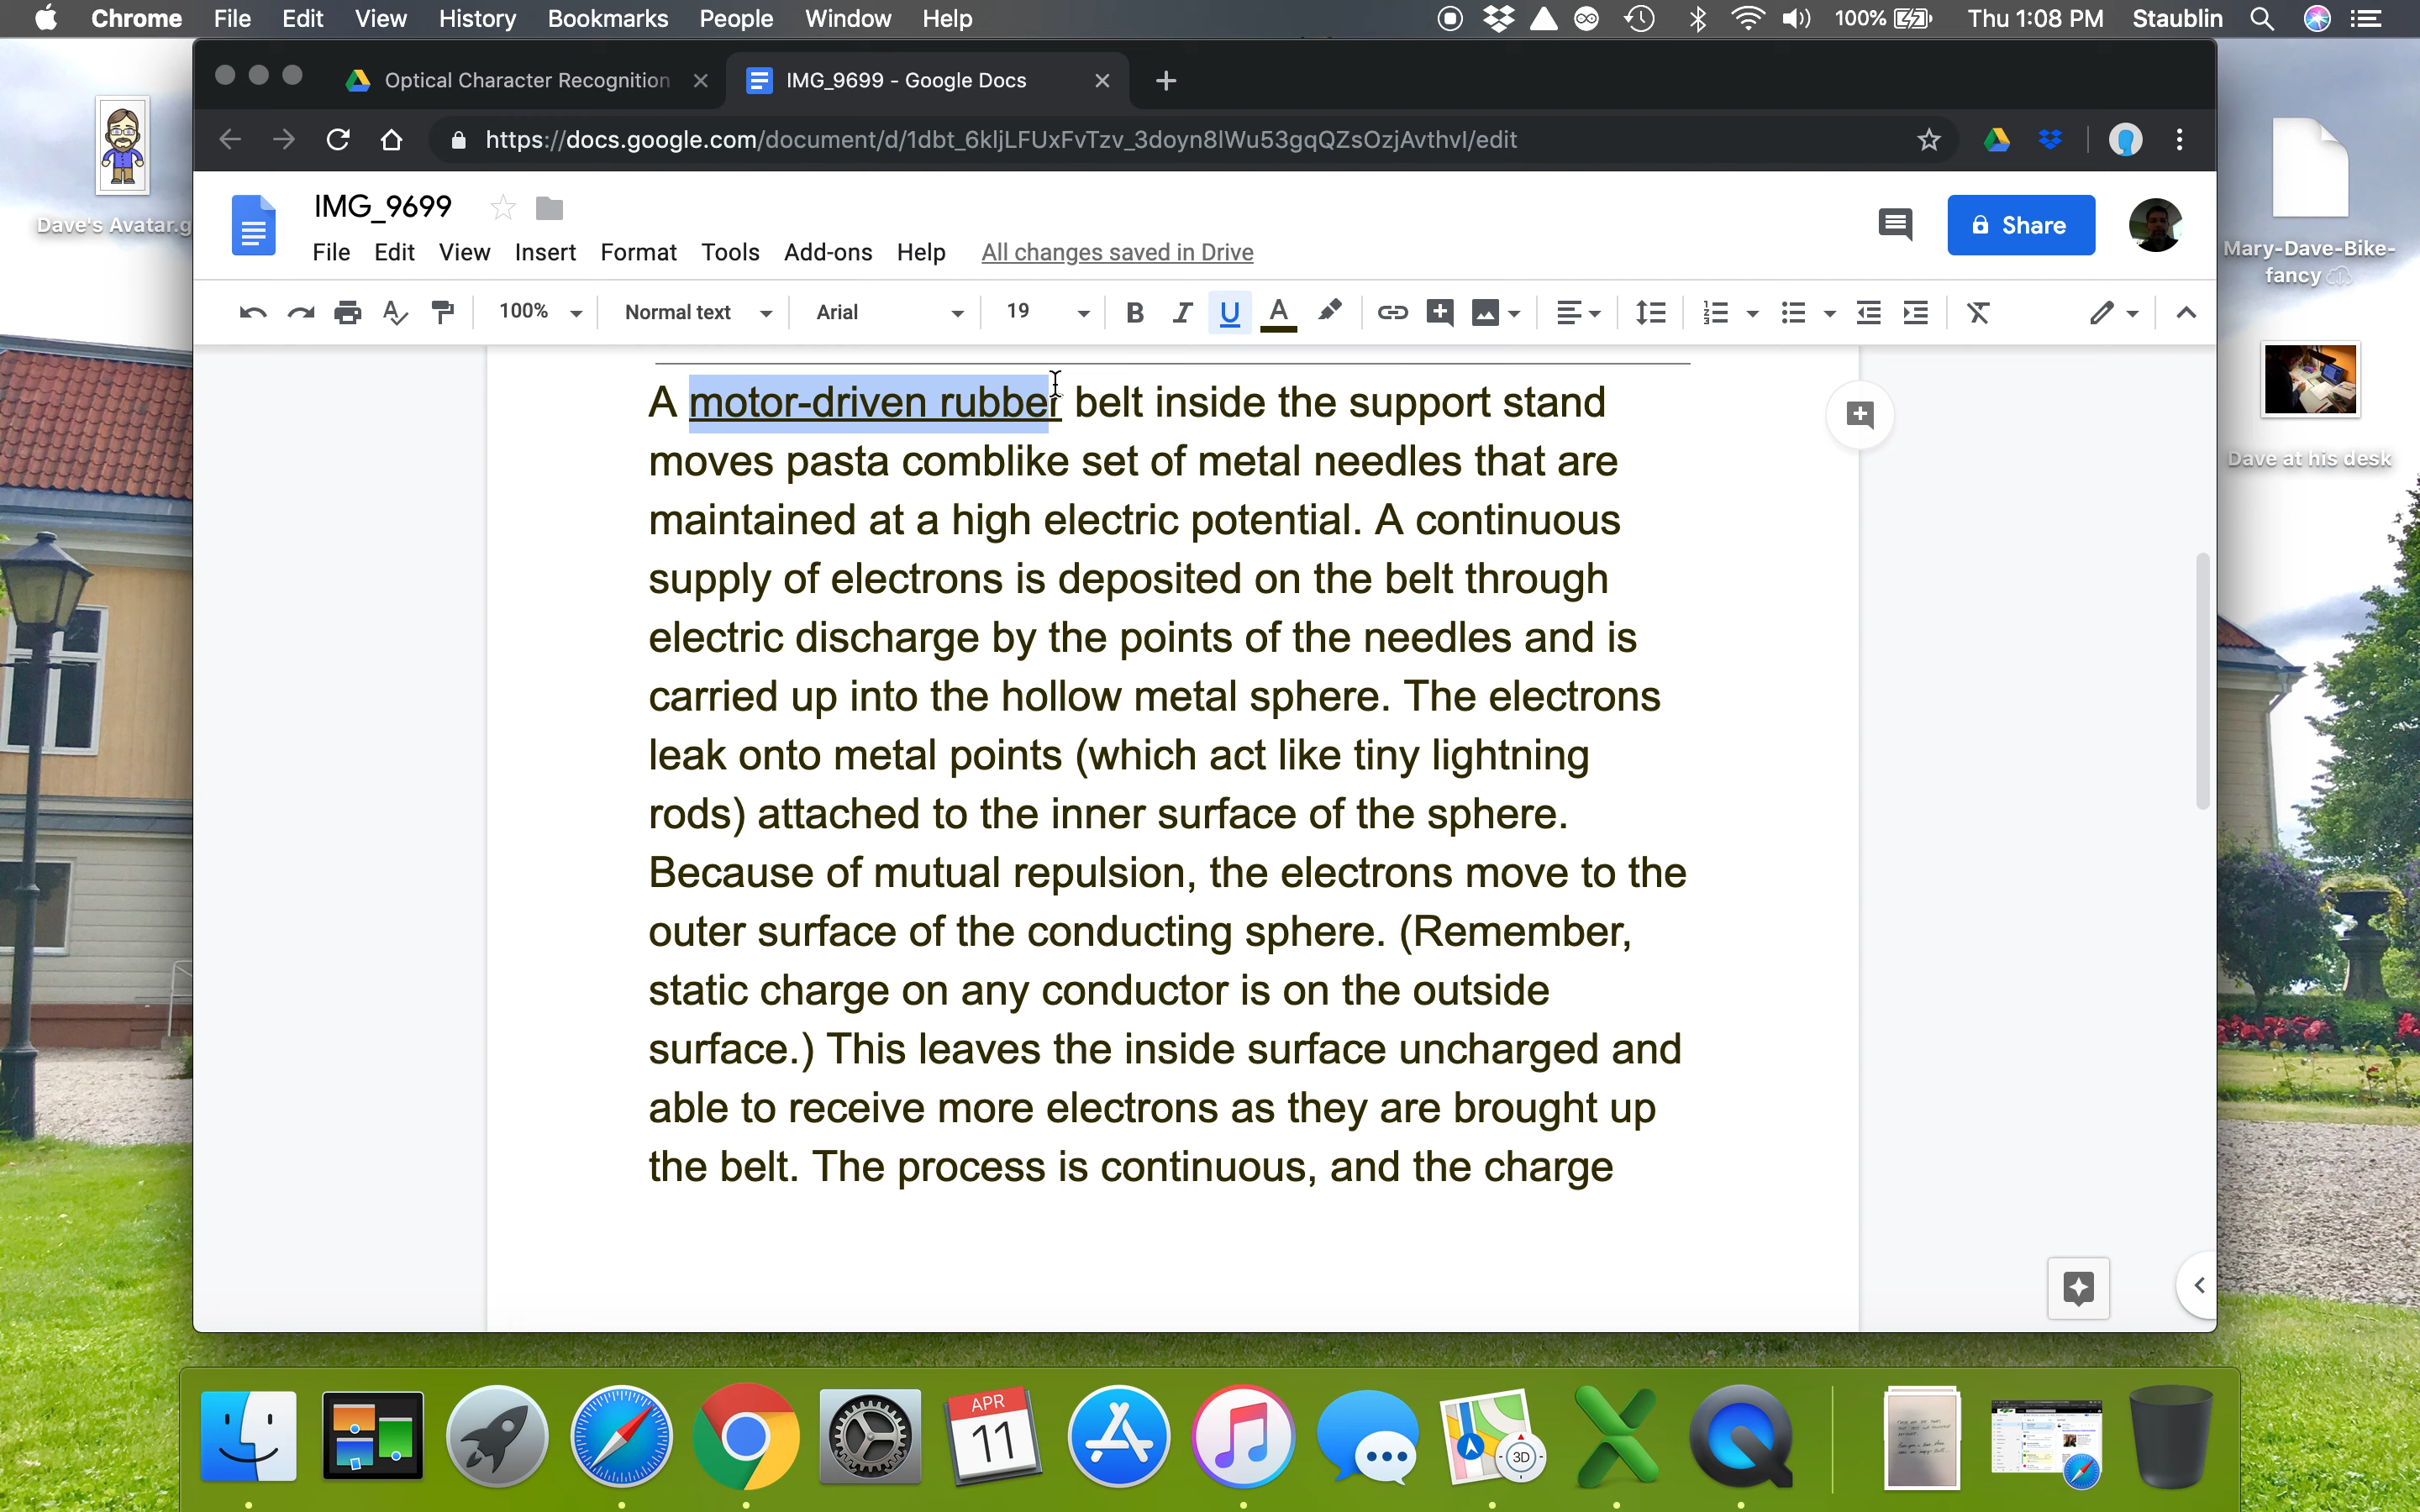 Chrome File Edit View History Bookmarks People Window Help 100% Thu 1:08 PM Staublin
Optical Character Recognition
IMG_9699 - Google Docs
https://docs.google.com/document/d/1dbt_6kljLFUxFvTzv_3doyn8lWu53gqQZsOzjAvthvI/edit
IMG_9699
Share
File Edit View Insert Format Tools Add-ons Help All changes saved in Drive
100% Normal text Arial 19 B I U A
Dave's Avatar.g
Mary-Dave-Bike-
fancy
Dave at his desk
A motor-driven rubber belt inside the support stand
moves pasta comblike set of metal needles that are
maintained at a high electric potential. A continuous
supply of electrons is deposited on the belt through
electric discharge by the points of the needles and is
carried up into the hollow metal sphere. The electrons
leak onto metal points (which act like tiny lightning
rods) attached to the inner surface of the sphere.
Because of mutual repulsion, the electrons move to the
outer surface of the conducting sphere. (Remember,
static charge on any conductor is on the outside
surface.) This leaves the inside surface uncharged and
able to receive more electrons as they are brought up
the belt. The process is continuous, and the charge
APR
11
3D